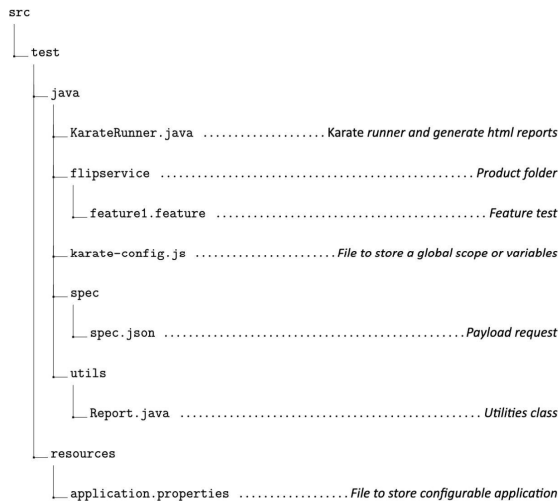 src
test
java
KarateRunner.java ..................... Karate runner and generate html reports
flipservice ..................................................... Product folder
feature1.feature ............................................... Feature test
karate-config.js ........................ File to store a global scope or variables
spec
spec.json ................................................... Payload request
utils
Report.java .................................................... Utilities class
resources
application.properties .................... File to store configurable application